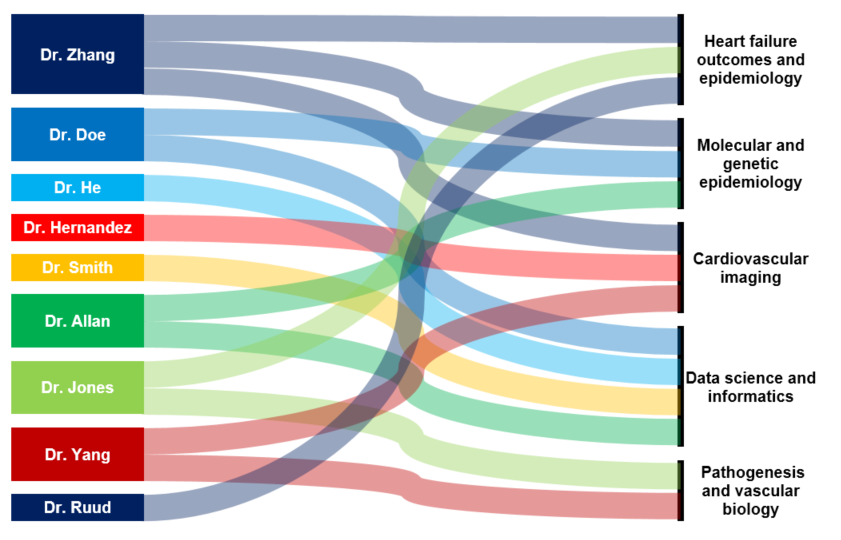 Dr. Zhang
Dr. Doe
Dr. He
Dr. Hernandez
Dr. Smith
Dr. Allan
Dr. Jones
Dr. Yang
Dr. Ruud
Heart failure
outcomes and
epidemiology
Molecular and
genetic
epidemiology
Cardiovascular
imaging
Data science and
informatics
Pathogenesis
and vascular
biology